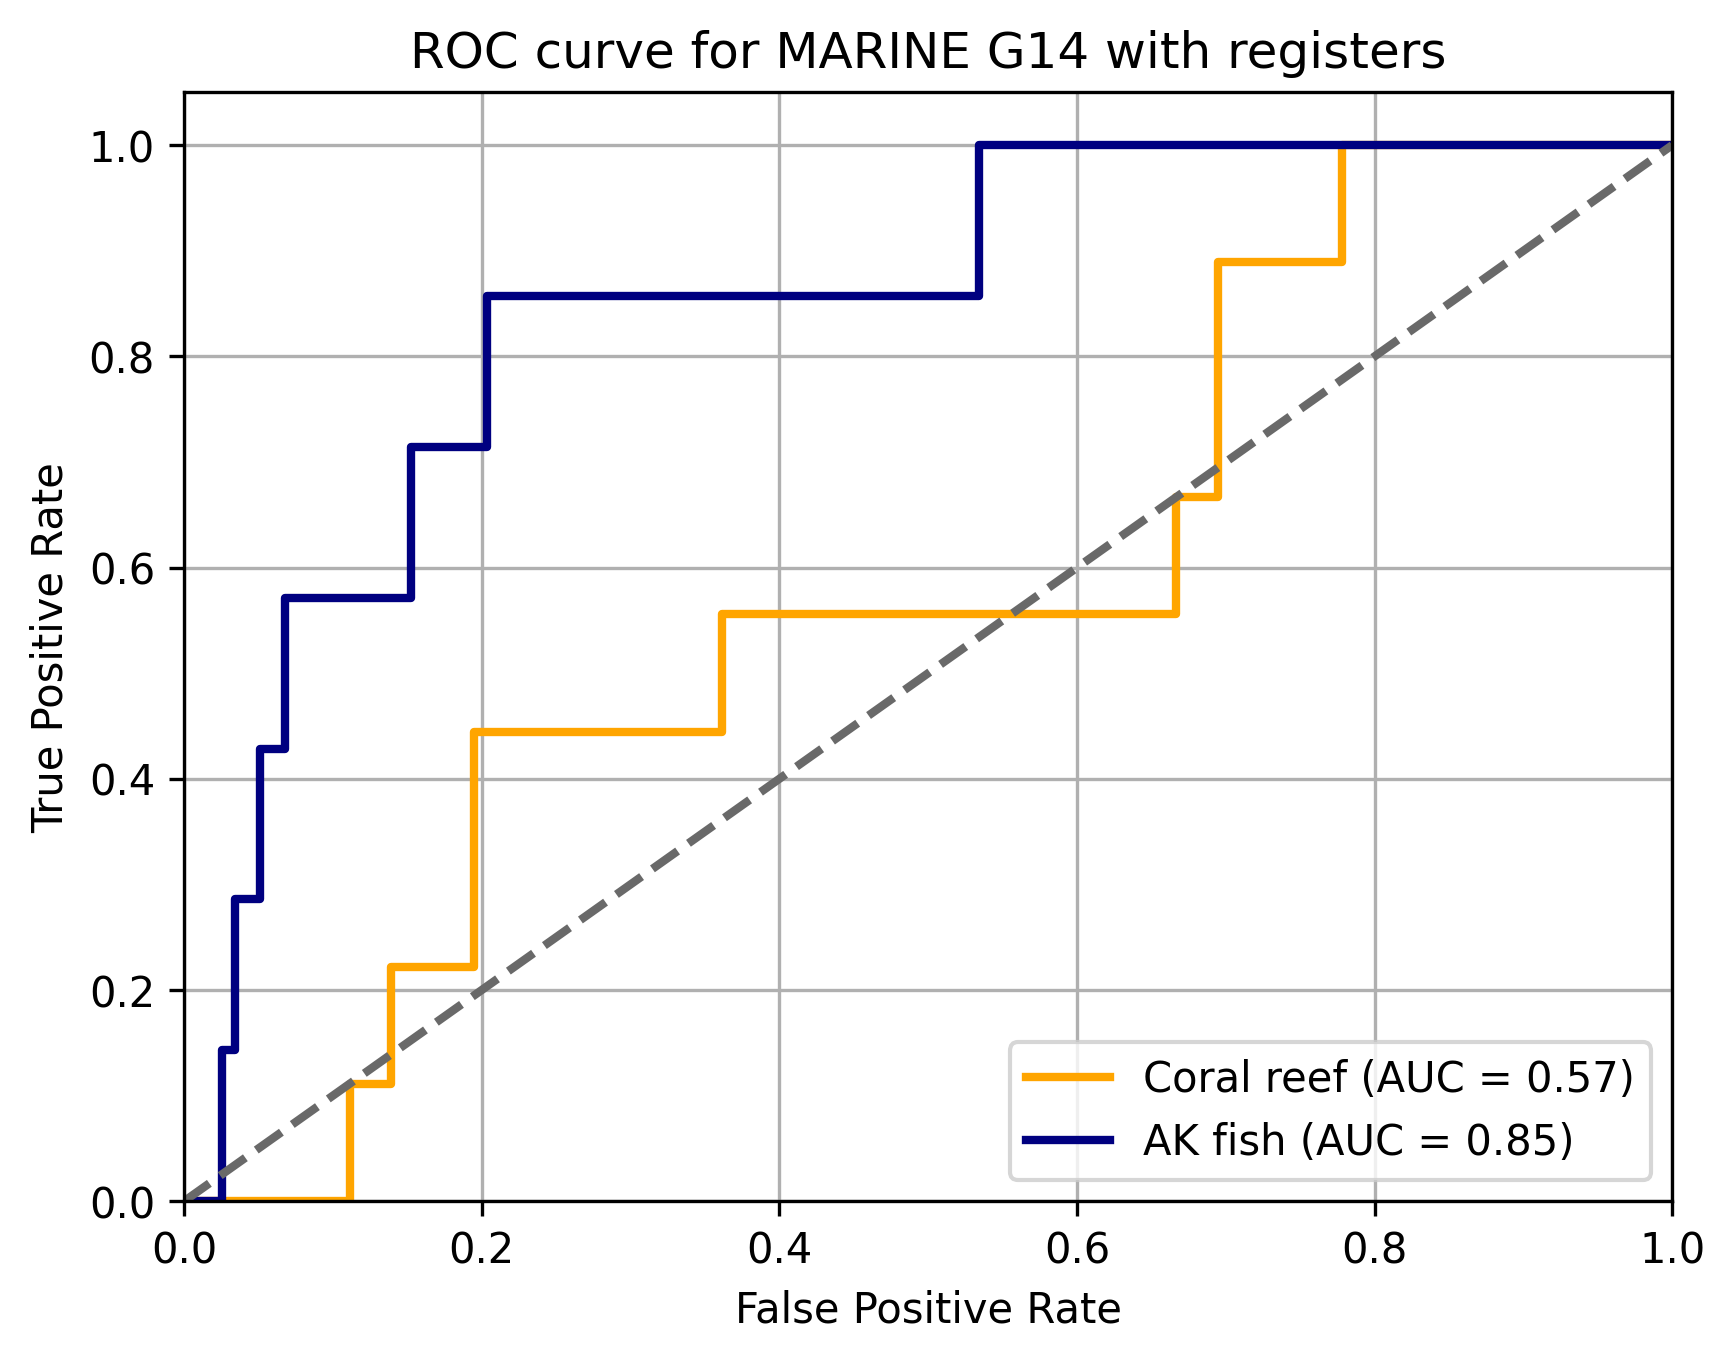 ROC curve for MARINE G14 with registers
1.0
0.8
0.6
0.4
0.2
0.0
True Positive Rate
Coral reef (AUC = 0.57)
AK fish (AUC = 0.85)
0.0 0.2 0.4 0.6 0.8 1.0
False Positive Rate